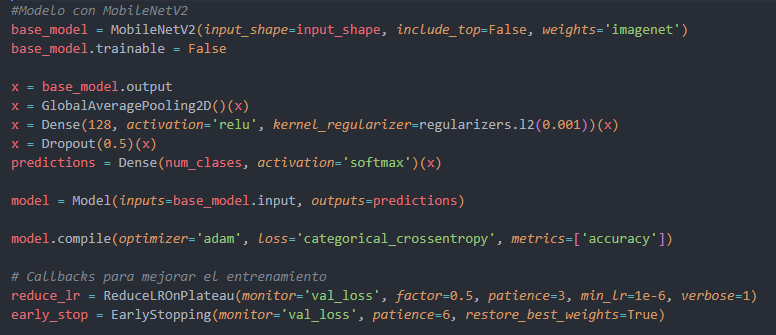 #Modelo con MobileNetV2
base_model = MobileNetV2(input_shape=input_shape, include_top=False, weights='imagenet')
base_model.trainable = False
x = base_model.output
x = GlobalAveragePooling2D()(x)
x = Dense(128, activation='relu', kernel_regularizer=regularizers.l2(0.001))(x)
x = Dropout(0.5)(x)
predictions = Dense(num_clases, activation='softmax')(x)
model = Model(inputs=base_model.input, outputs=predictions)
model.compile(optimizer='adam', loss='categorical_crossentropy', metrics=['accuracy'])
# Callbacks para mejorar el entrenamiento
reduce_lr = ReduceLROnPlateau(monitor='val_loss', factor=0.5, patience=3, min_lr=1e-6, verbose=1)
early_stop = EarlyStopping(monitor='val_loss', patience=6, restore_best_weights=True)